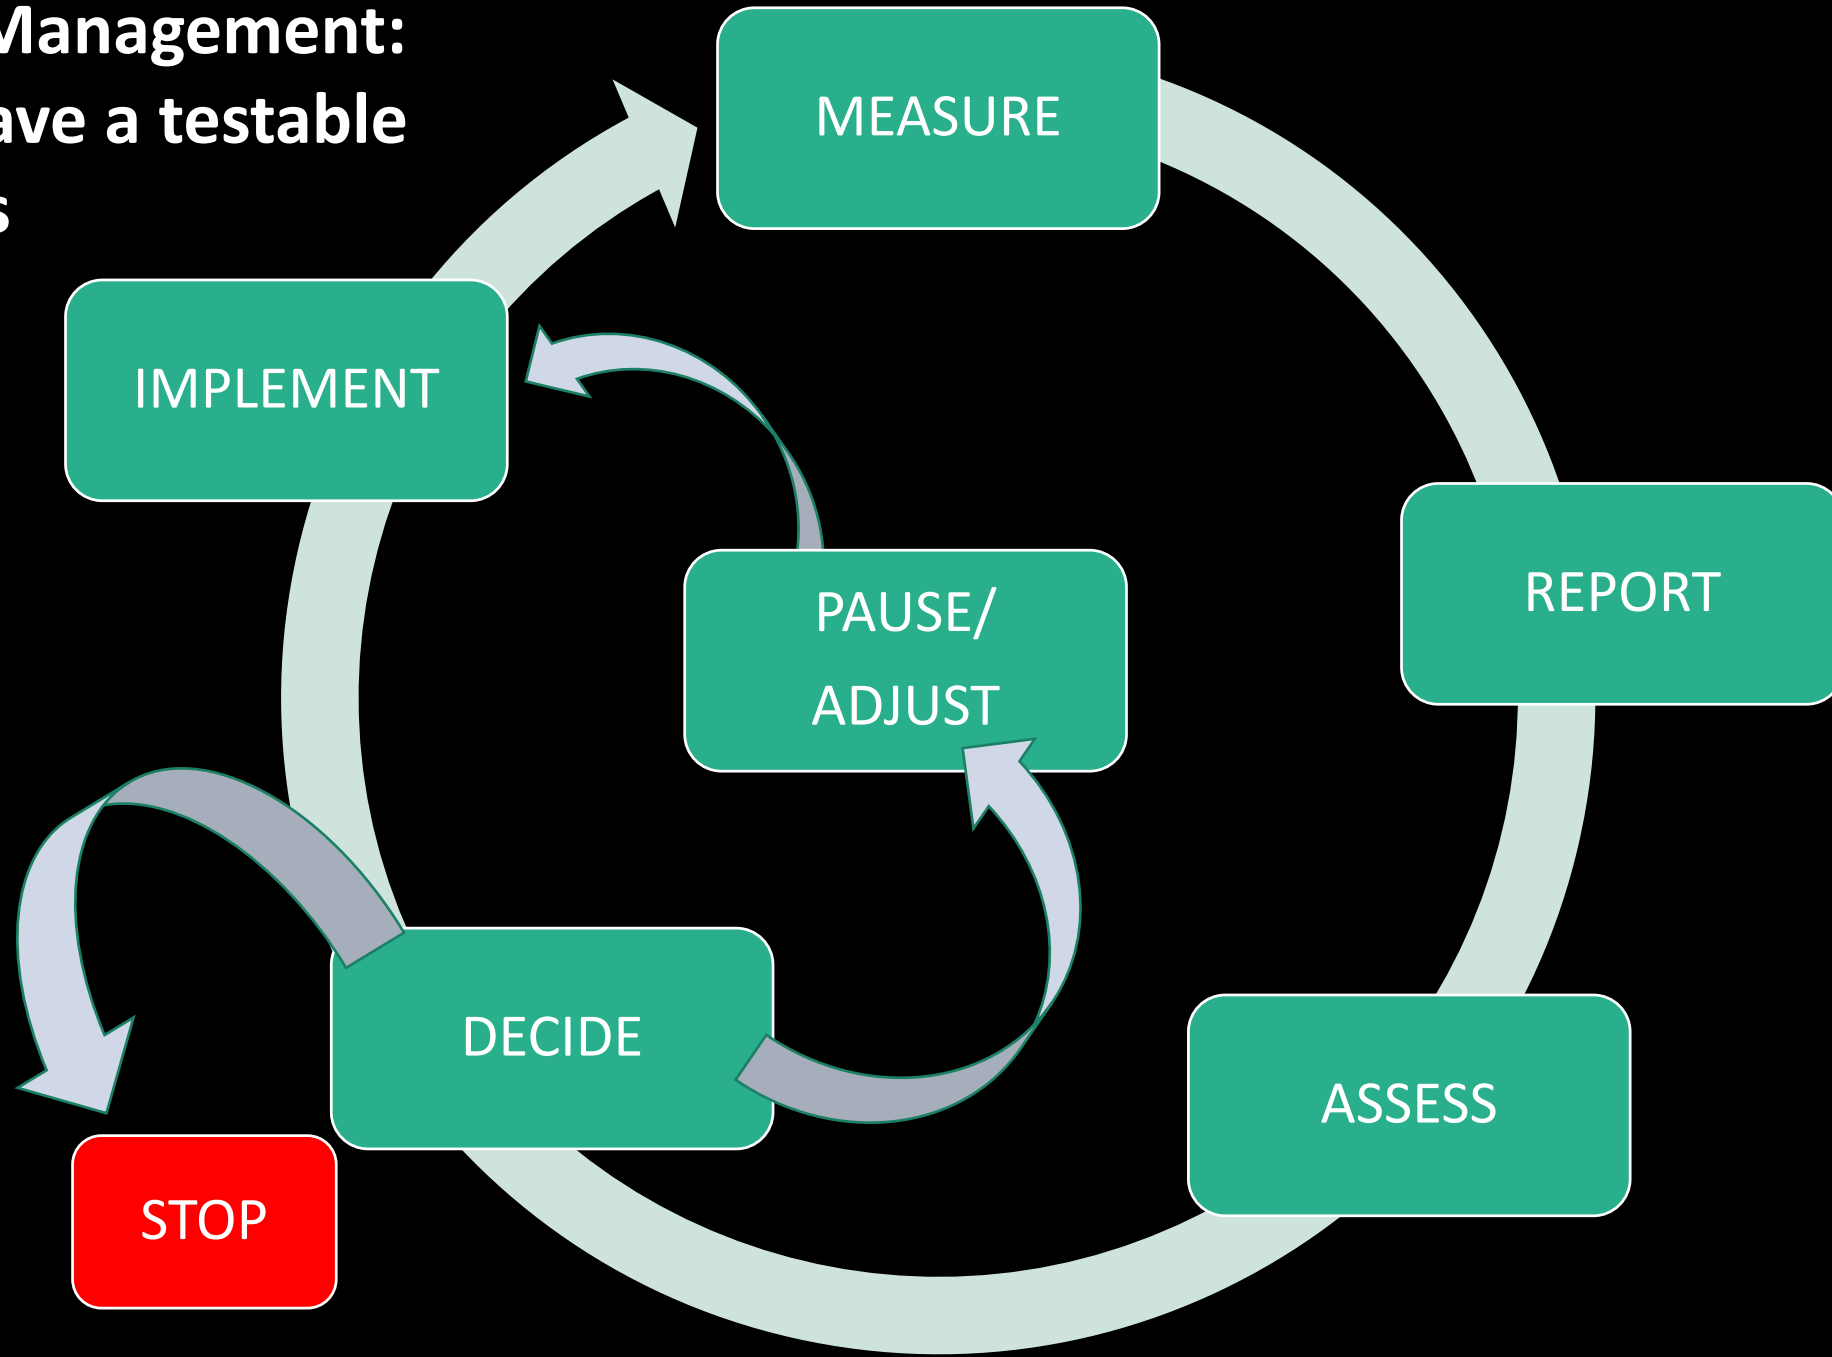 Management:
ave a testable
s
MEASURE
IMPLEMENT
REPORT
PAUSE/
ADJUST
DECIDE
ASSESS
STOP